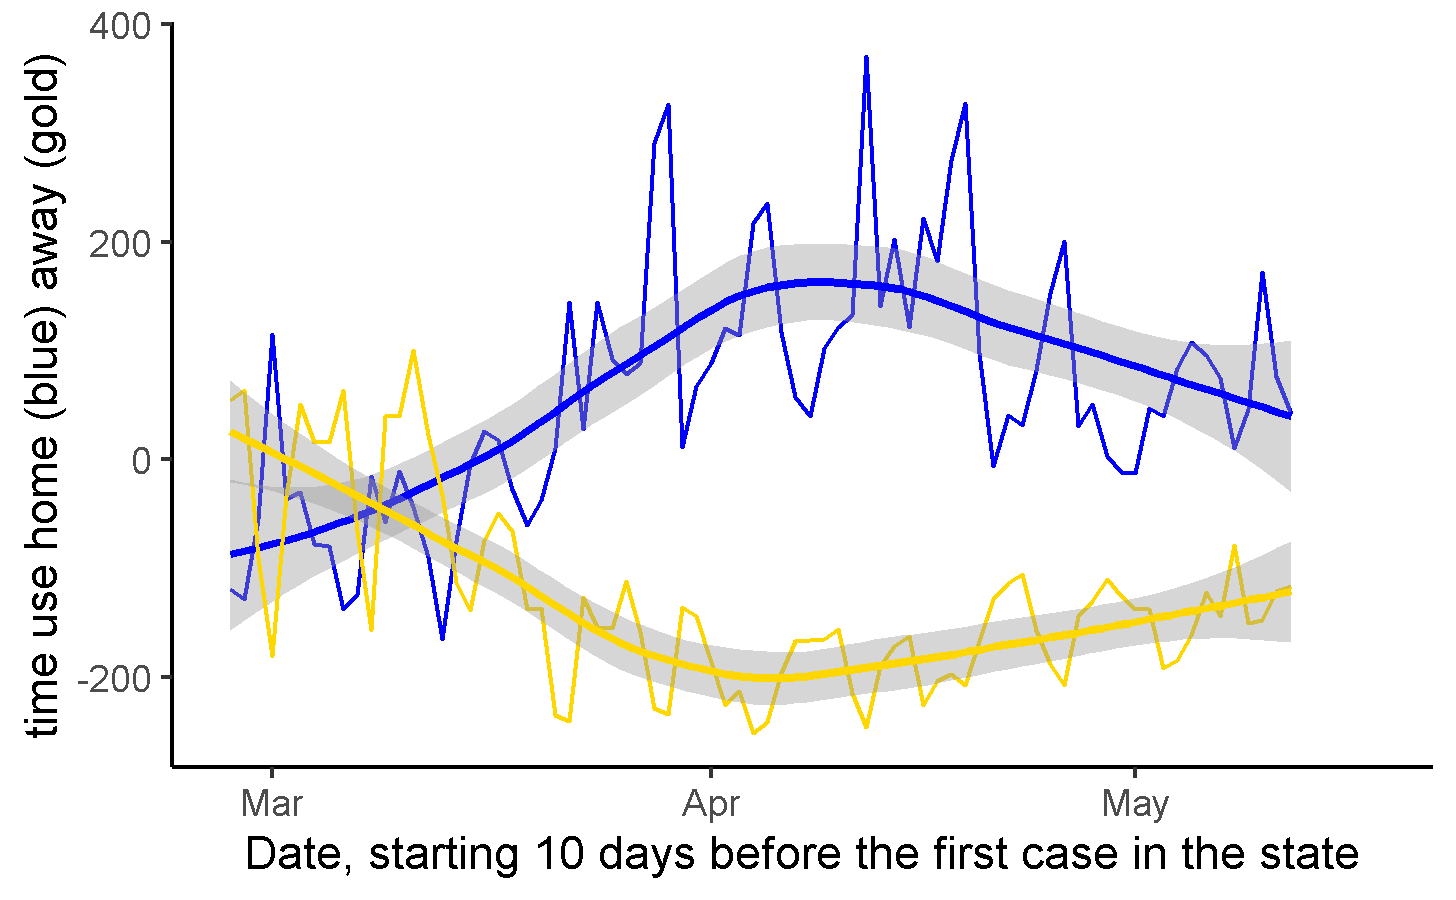 time use home (blue) away (gold)
400
200
0
-200
Mar
Apr
May
Date, starting 10 days before the first case in the state